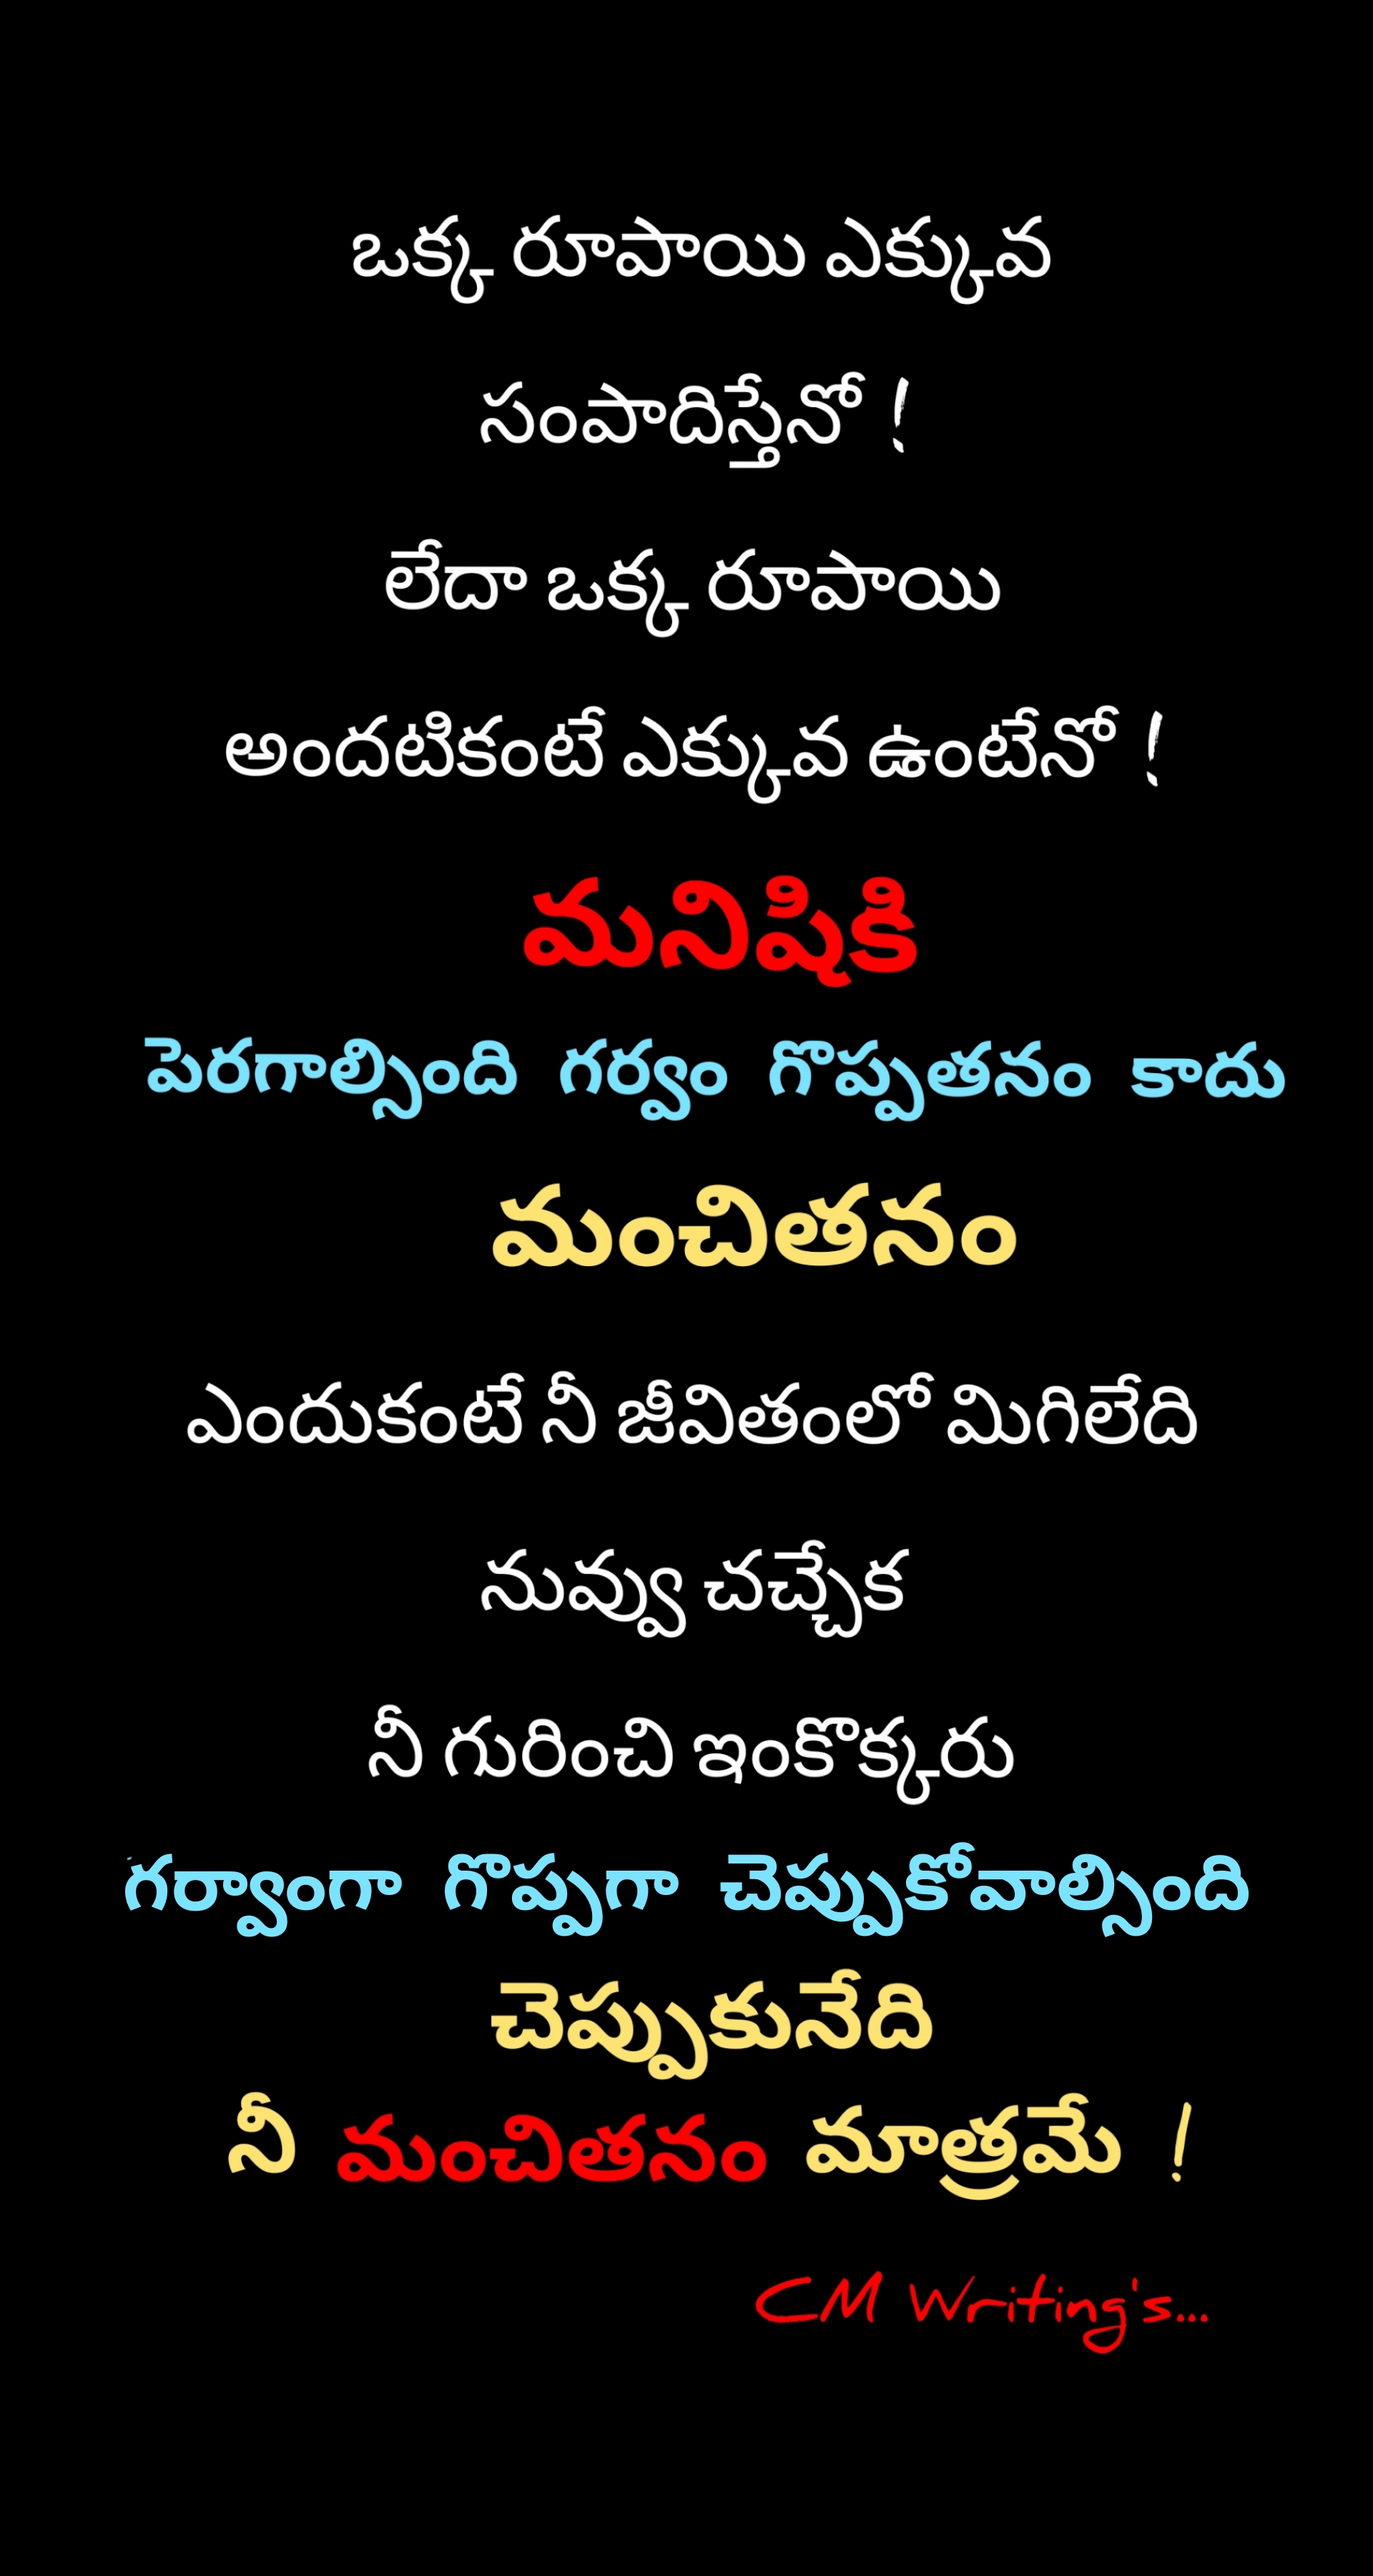 ఒక్క రూపాయి ఎక్కువ
సంపాదిస్తేనో !
లేదా ఒక్క రూపాయి
అందటికంటే ఎక్కువ ఉంటేనో !
మనిషికి
పెరగాల్సింది గర్వం గొప్పతనం కాదు
మంచితనం
ఎందుకంటే నీ జీవితంలో మిగిలేది
నువ్వు చచ్చేక
నీ గురించి ఇంకొక్కరు
గర్వాంగా గొప్పగా చెప్పుకోవాల్సింది
చెప్పుకునేది
నీ మంచితనం మాత్రమే !
CM Writing's...